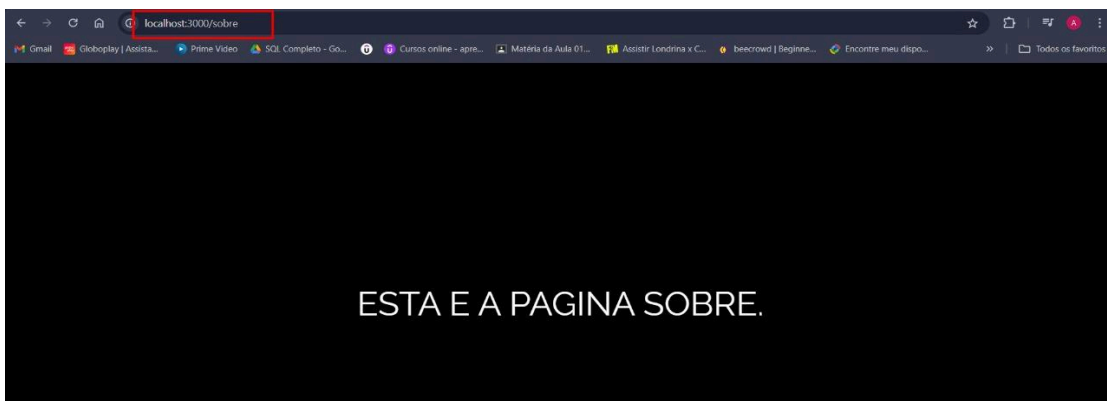 localhost:3000/sobre
Gmail Globoplay | Assista... Prime Video SQL Completo - Go... Cursos online - apre... Matéria da Aula 01... Assistir Londrina x C... beecrowd | Beginne... Encontre meu dispo... » Todos os favoritos
ESTA E A PAGINA SOBRE.